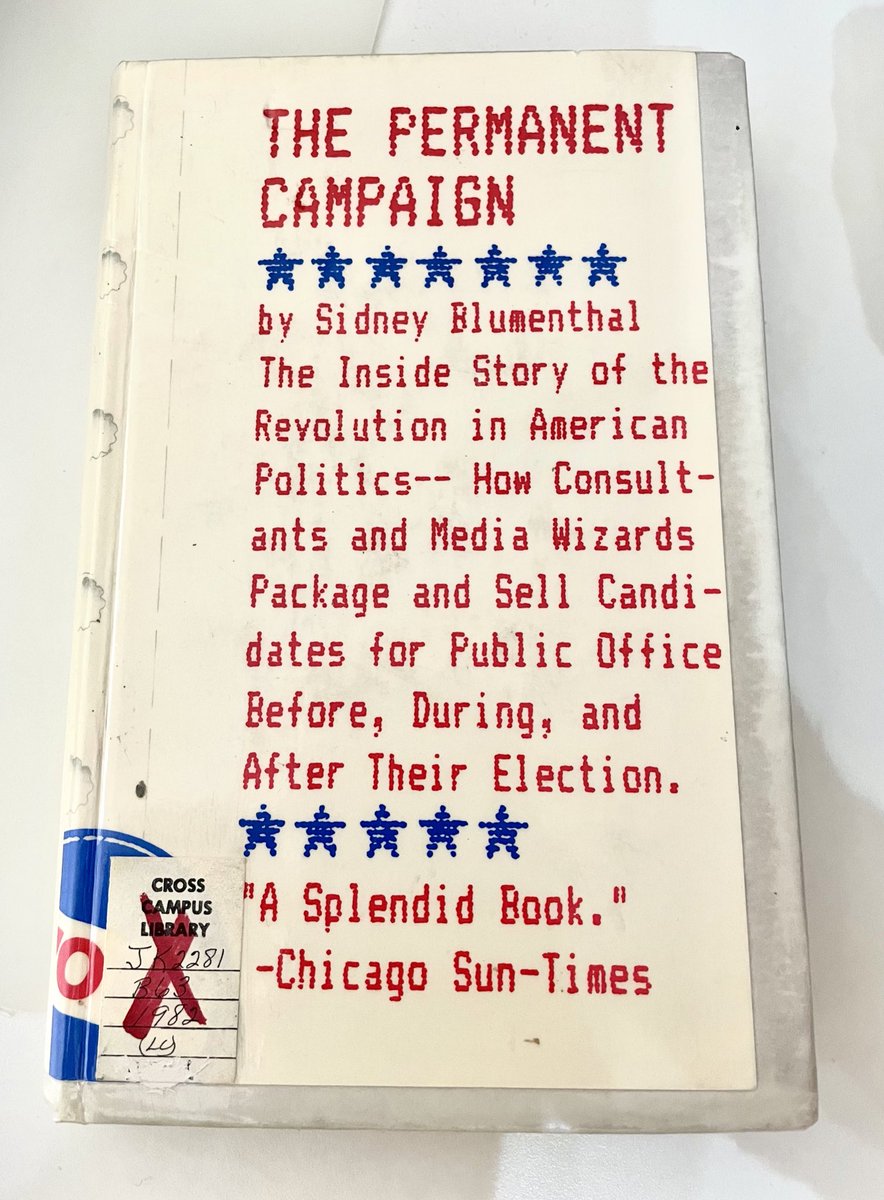 THE PERMANENT
CAMPAIGN
by Sidney Blumenthal
The Inside Story of the
Revolution in American
Politics-- How Consult-
ants and Media Wizards
Package and Sell Candi-
dates for Public Office
Before, During, and
After Their Election.
"A Splendid Book."
-Chicago Sun-Times
CROSS
CAMPUS
LIBRARY
JK2281
B63
1982
(LC)